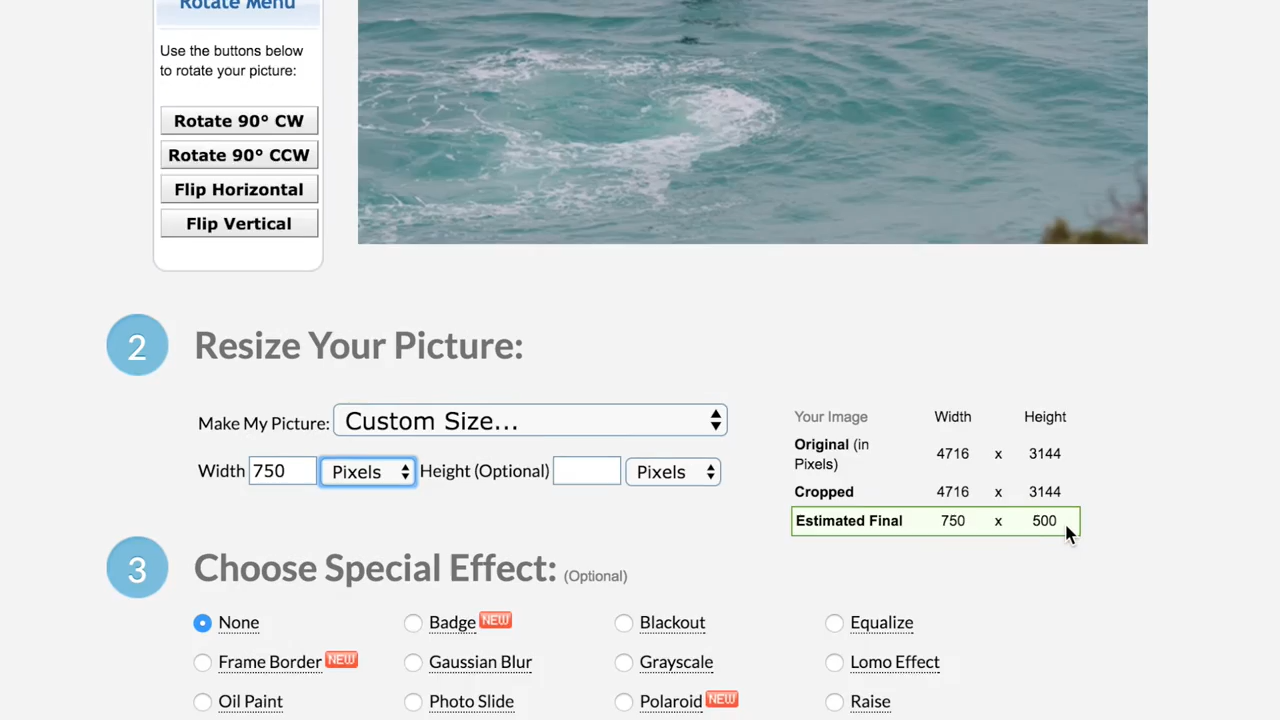 Rotate Menu
Use the buttons below
to rotate your picture:
Rotate 90° CW
Rotate 90° CCW
Flip Horizontal
Flip Vertical
2 Resize Your Picture:
Make My Picture: Custom Size...
Width 750 Pixels Height (Optional) Pixels
Your Image Width Height
Original (in
Pixels) 4716 x 3144
Cropped 4716 x 3144
Estimated Final 750 x 500
3 Choose Special Effect: (Optional)
None Badge NEW Blackout Equalize
Frame Border NEW Gaussian Blur Grayscale Lomo Effect
Oil Paint Photo Slide Polaroid NEW Raise